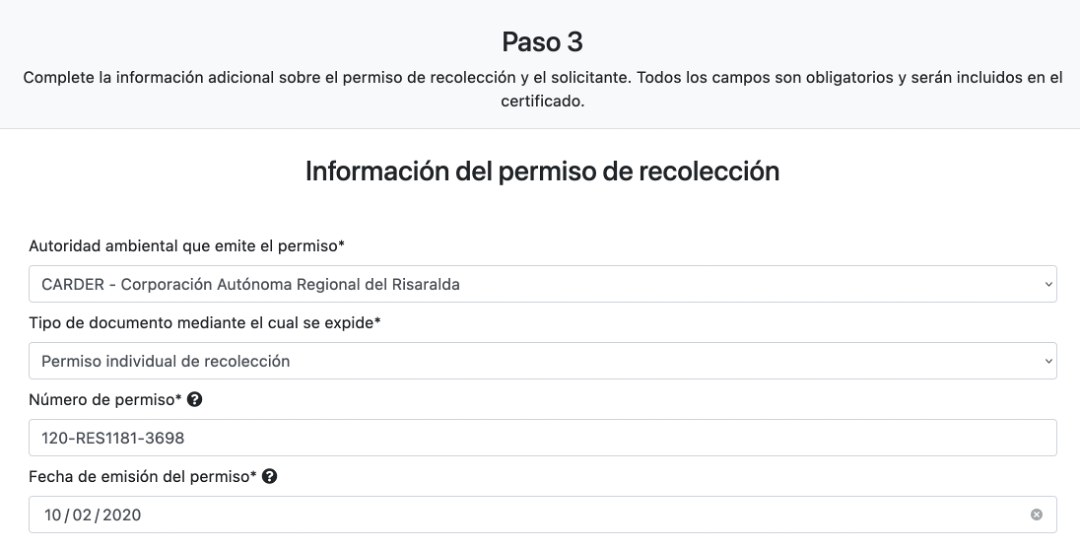 Paso 3
Complete la información adicional sobre el permiso de recolección y el solicitante. Todos los campos son obligatorios y serán incluidos en el
certificado.
Información del permiso de recolección
Autoridad ambiental que emite el permiso*
CARDER - Corporación Autónoma Regional del Risaralda
Tipo de documento mediante el cual se expide*
Permiso individual de recolección
Número de permiso* ?
120-RES1181-3698
Fecha de emisión del permiso* ?
10/02/2020